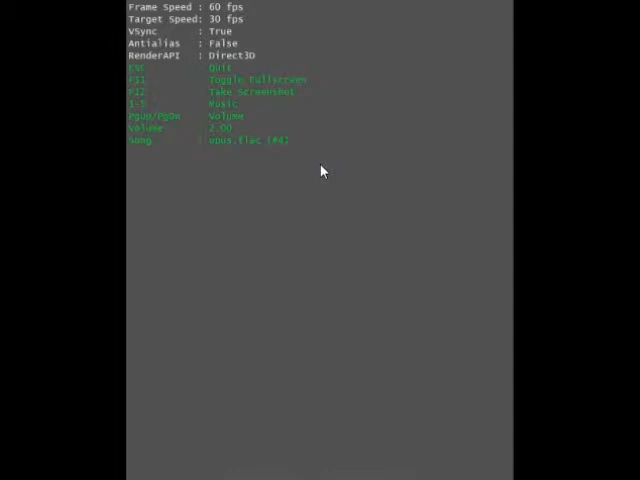 Frame Speed : 60 fps
Target Speed: 30 fps
VSync : True
Antialias : False
RenderAPI : Direct3D
ESC Quit
F11 Toggle Fullscreen
F12 Take Screenshot
1-5 Music
PgUp/PgDn Volume
Volume 2.00
Song : opus.flac (#4)